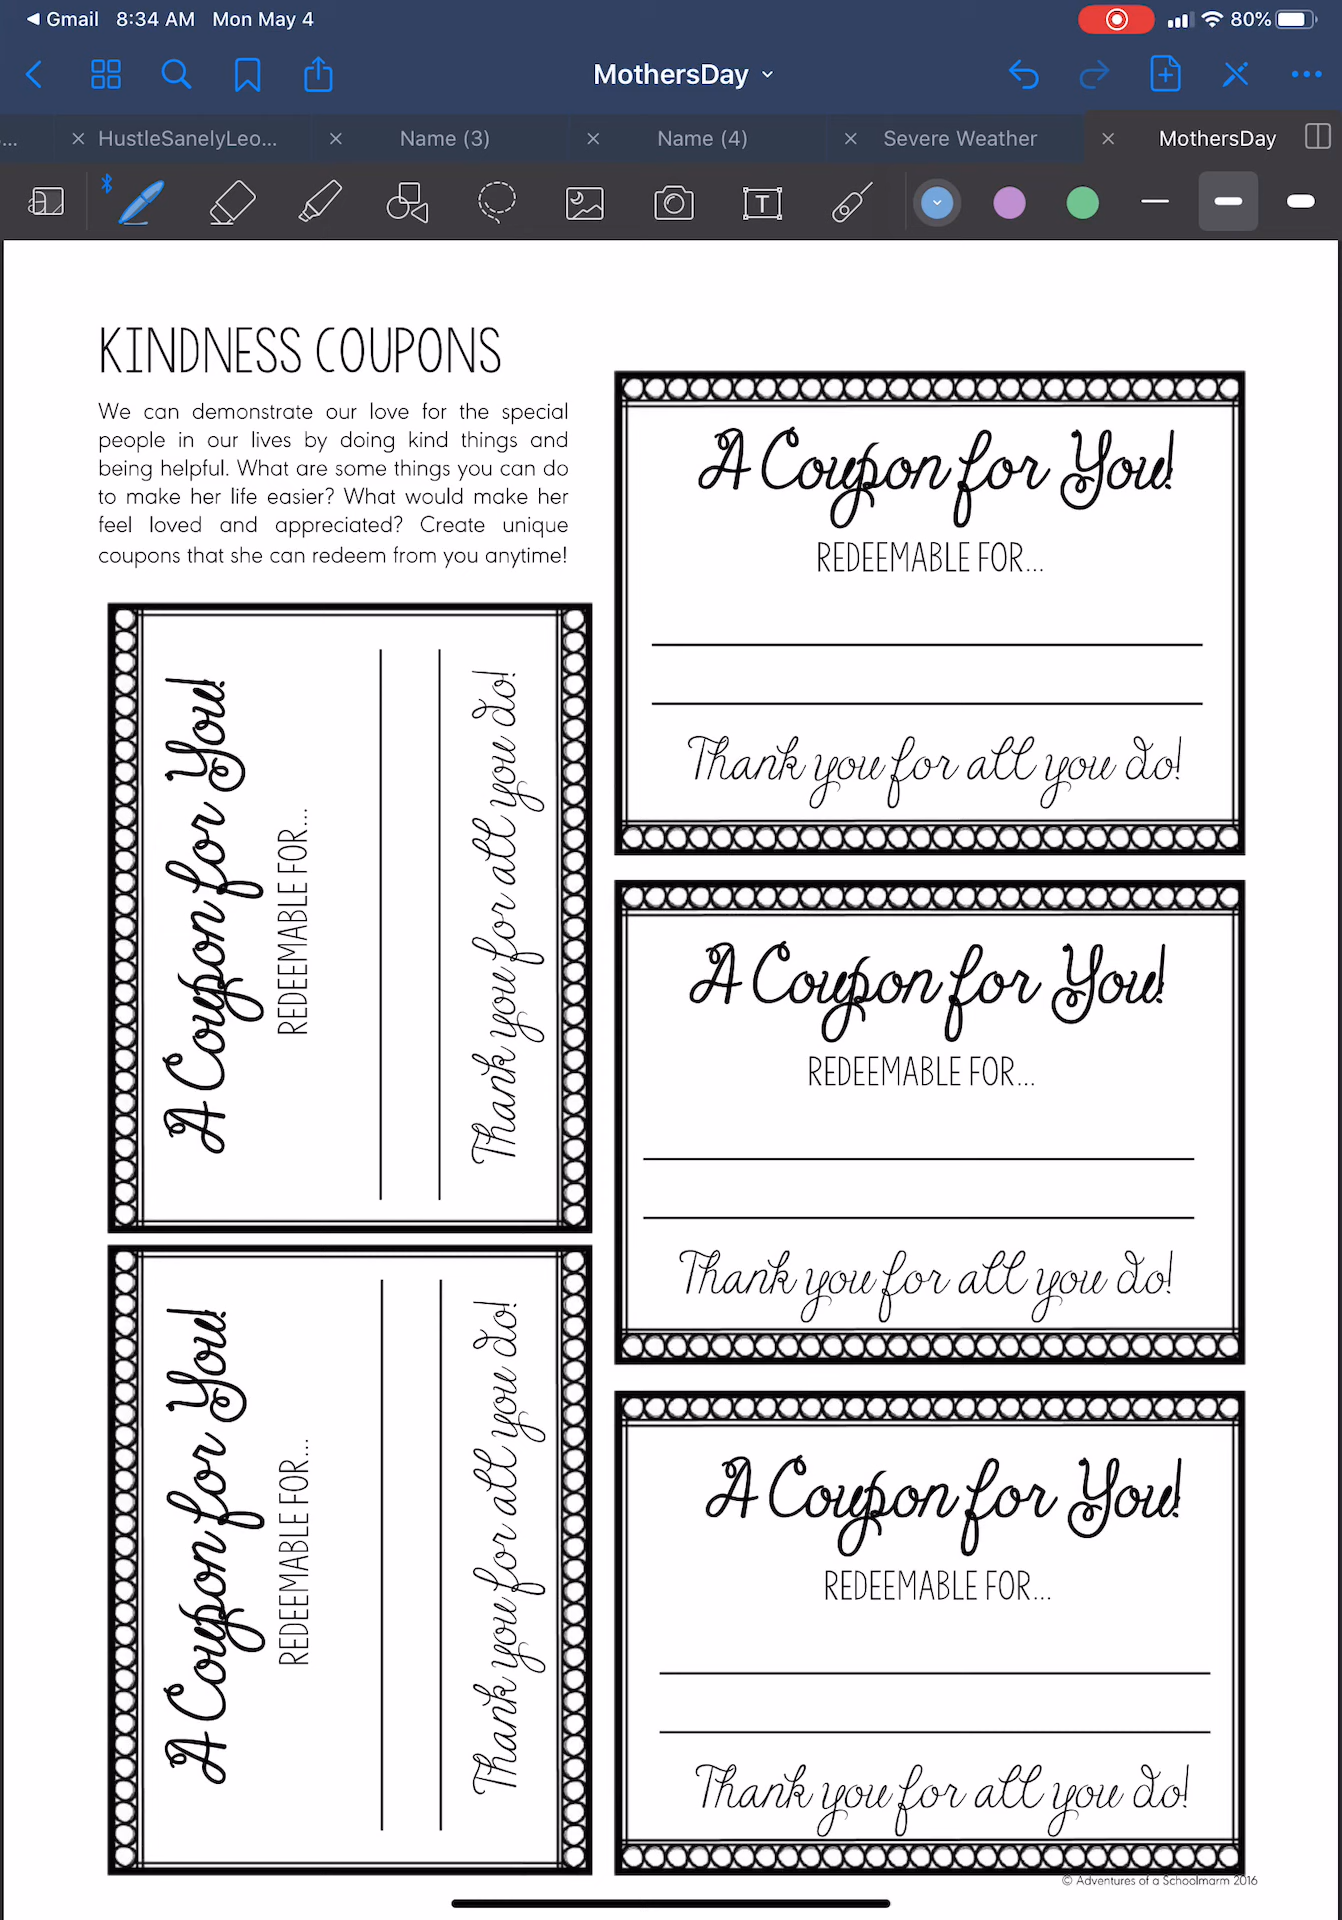 Gmail 8:34 AM Mon May 4 80%
MothersDay
... HustleSanelyLeo... Name (3) Name (4) Severe Weather MothersDay
T
KINDNESS COUPONS
We can demonstrate our love for the special
people in our lives by doing kind things and
being helpful. What are some things you can do
to make her life easier? What would make her
feel loved and appreciated? Create unique
coupons that she can redeem from you anytime!
A Coupon for You!
REDEEMABLE FOR...
Thank you for all you do!
A Coupon for You!
REDEEMABLE FOR...
Thank you for all you do!
A Coupon for You!
REDEEMABLE FOR...
Thank you for all you do!
A Coupon for You!
REDEEMABLE FOR...
Thank you for all you do!
A Coupon for You!
REDEEMABLE FOR...
Thank you for all you do!
© Adventures of a Schoolmarm 2016